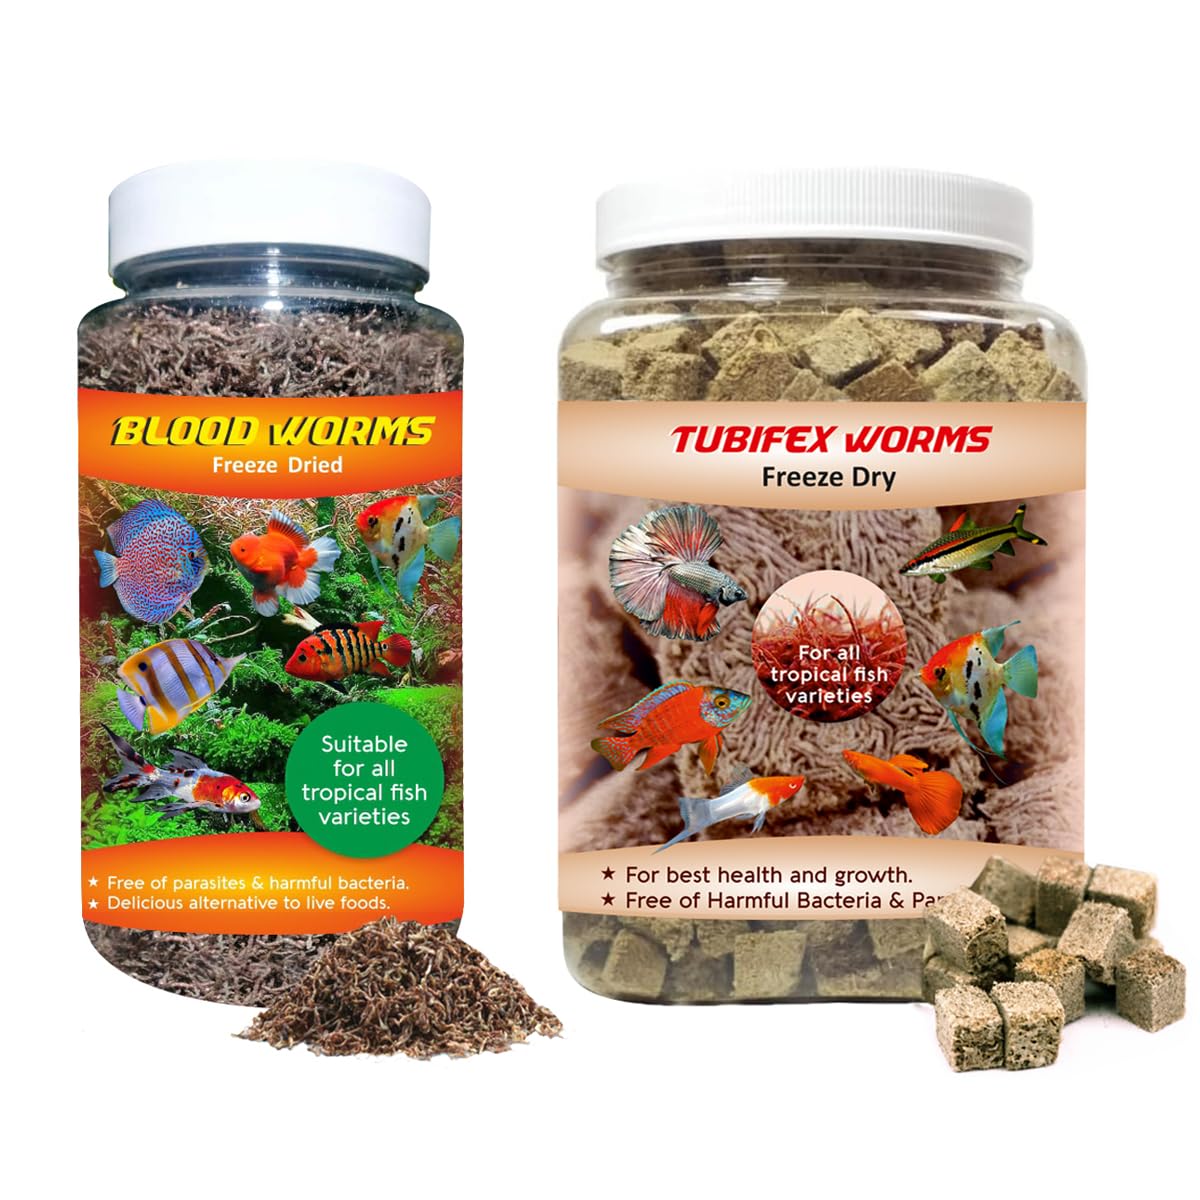 BLOOD WORMS
Freeze Dried
Suitable
for all
tropical fish
varieties
★ Free of parasites & harmful bacteria.
★ Delicious alternative to live foods.
TUBIFEX WORMS
Freeze Dry
For all
tropical fish
varieties
★ For best health and growth.
★ Free of Harmful Bacteria &